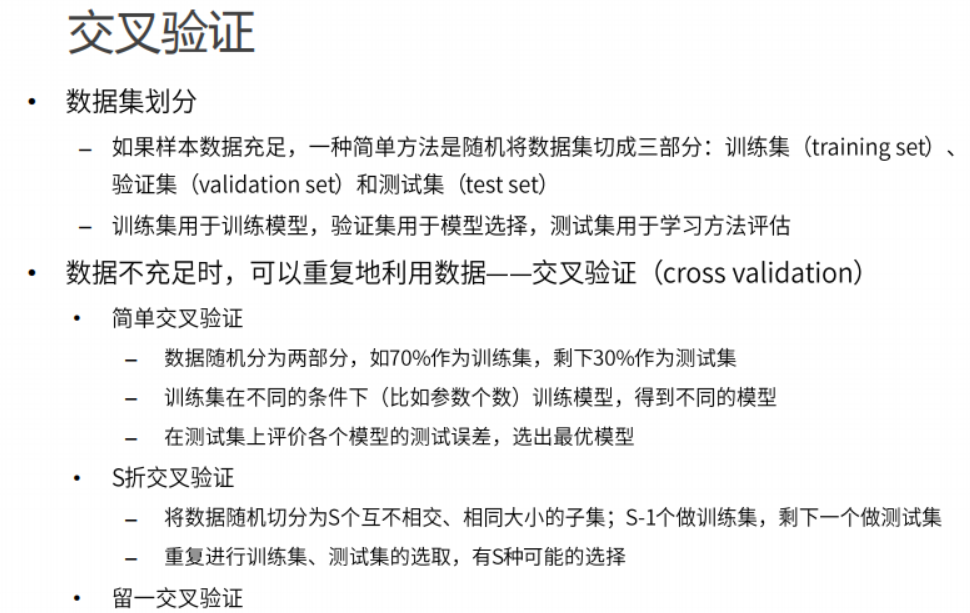 交叉验证
• 数据集划分
– 如果样本数据充足，一种简单方法是随机将数据集切成三部分：训练集（training set）、
验证集（validation set）和测试集（test set）
– 训练集用于训练模型，验证集用于模型选择，测试集用于学习方法评估
• 数据不充足时，可以重复地利用数据——交叉验证（cross validation）
• 简单交叉验证
– 数据随机分为两部分，如70%作为训练集，剩下30%作为测试集
– 训练集在不同的条件下（比如参数个数）训练模型，得到不同的模型
– 在测试集上评价各个模型的测试误差，选出最优模型
• S折交叉验证
– 将数据随机切分为S个互不相交、相同大小的子集；S-1个做训练集，剩下一个做测试集
– 重复进行训练集、测试集的选取，有S种可能的选择
• 留一交叉验证